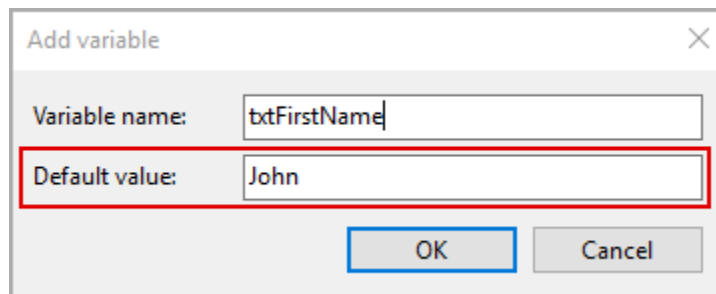 Add variable
Variable name: txtFirstName
Default value: John
OK Cancel